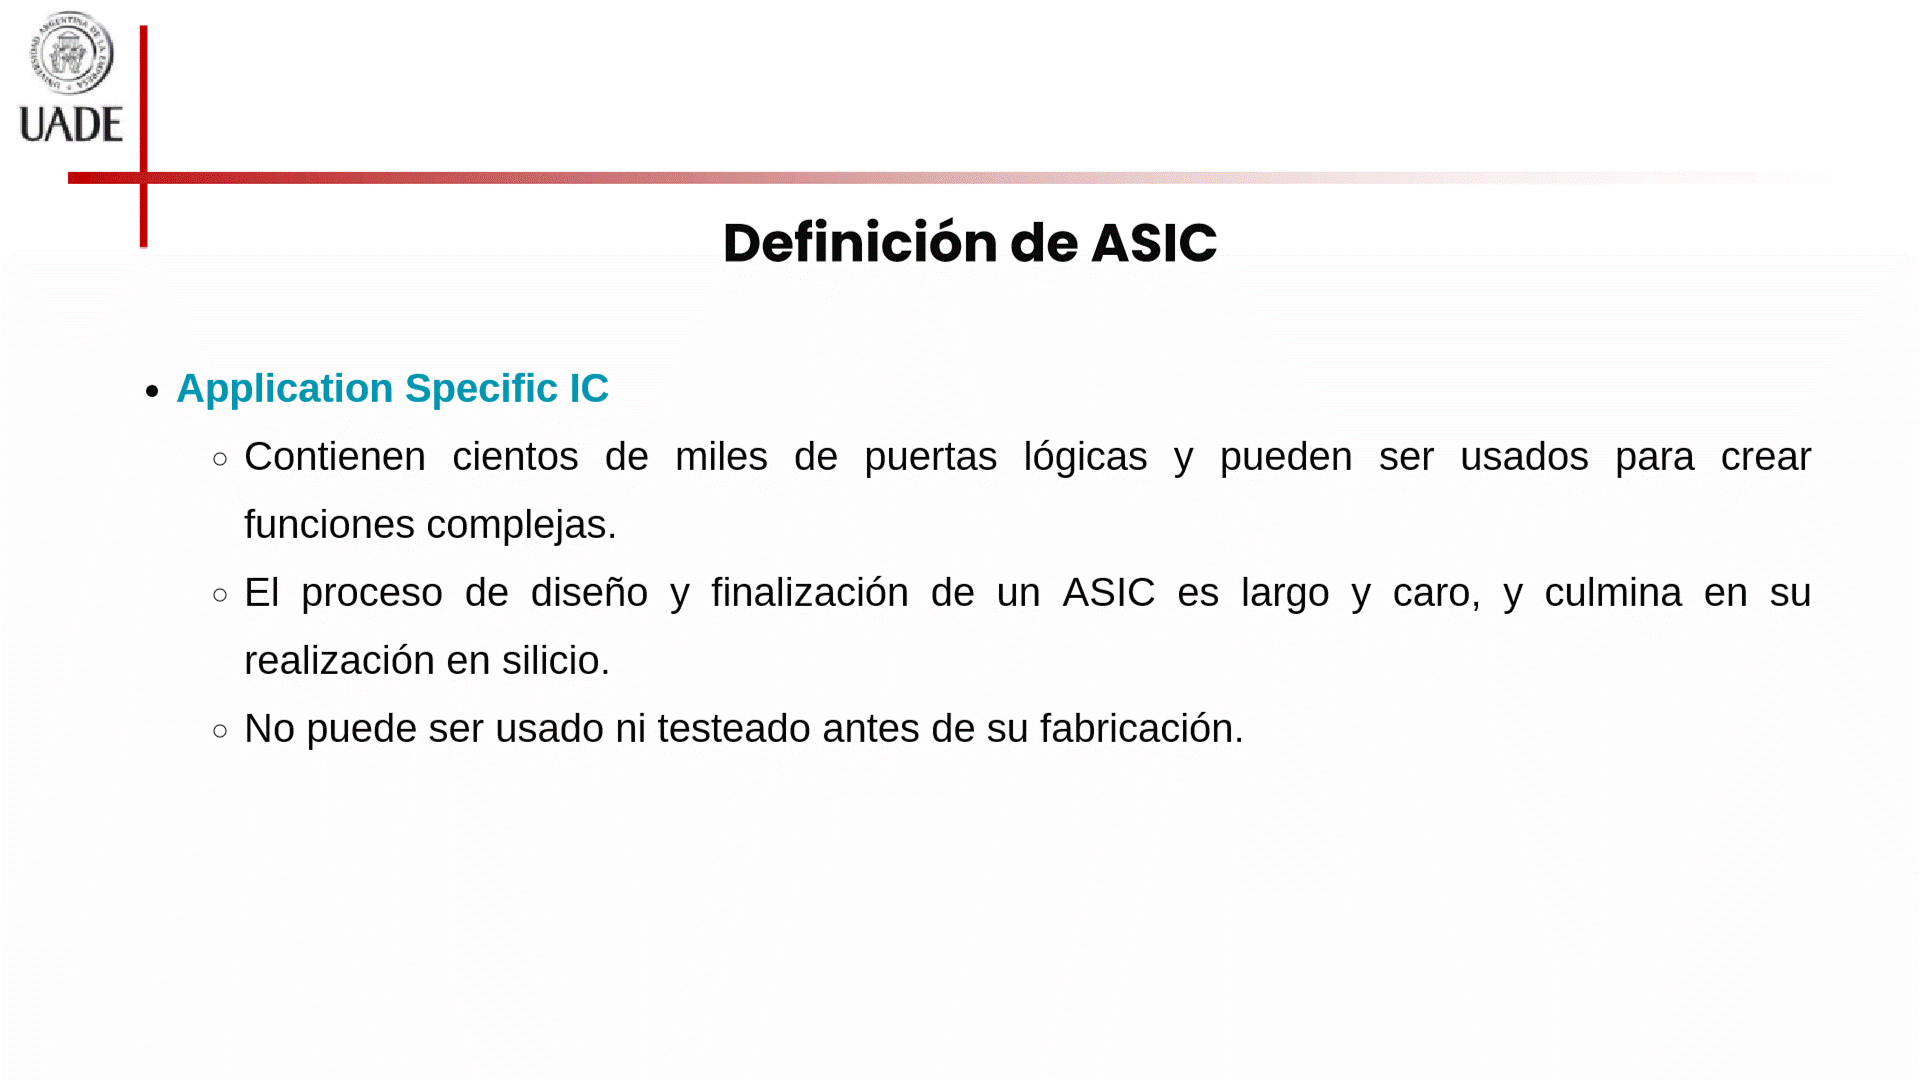 UNIVERSIDAD ARGENTINA DE LA EMPRESA
UADE
Definición de ASIC
• Application Specific IC
○ Contienen cientos de miles de puertas lógicas y pueden ser usados para crear
funciones complejas.
○ El proceso de diseño y finalización de un ASIC es largo y caro, y culmina en su
realización en silicio.
○ No puede ser usado ni testeado antes de su fabricación.